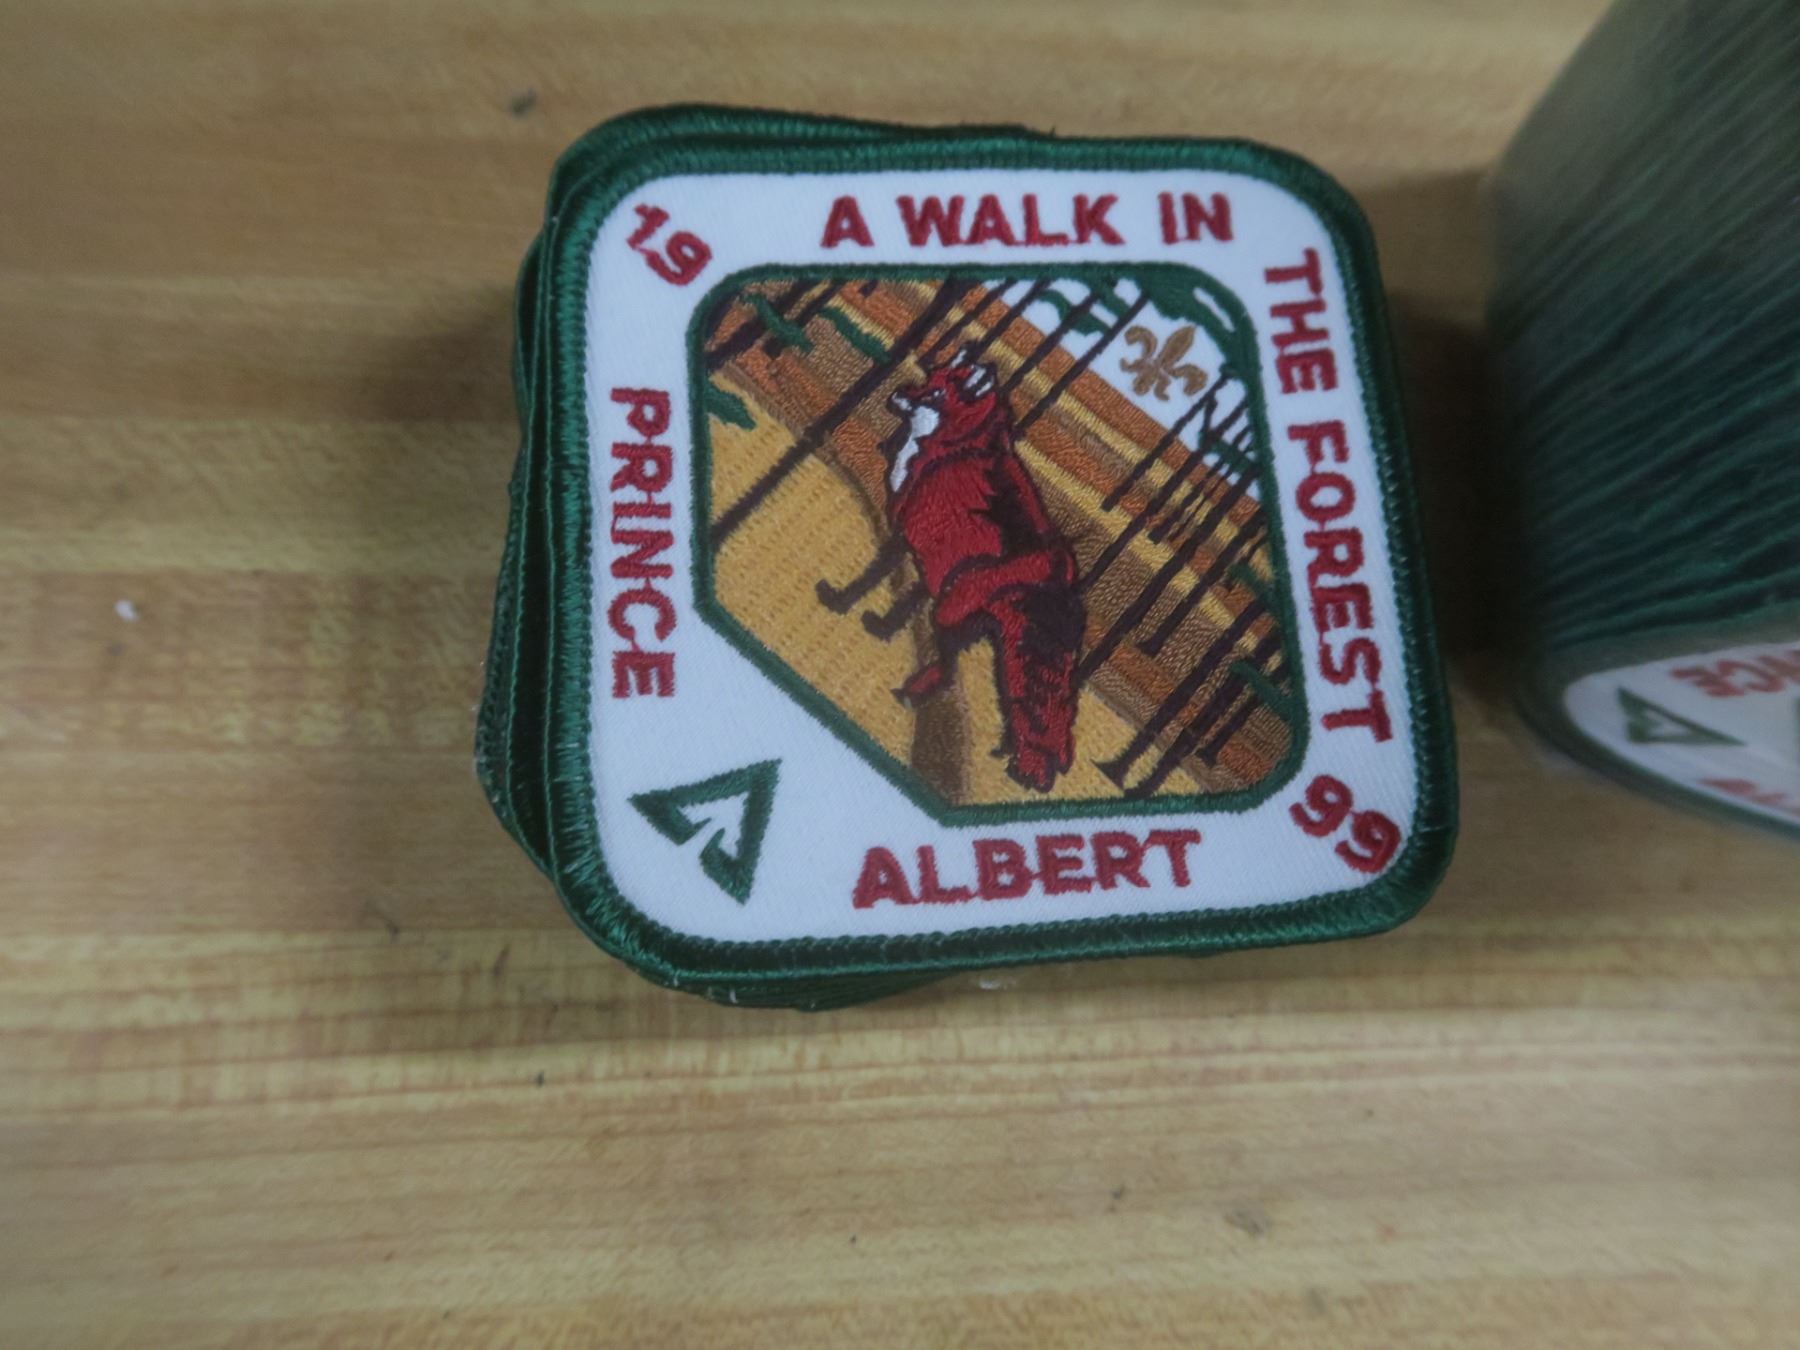 19
A WALK IN
THE FOREST
99
PRINCE
ALBERT